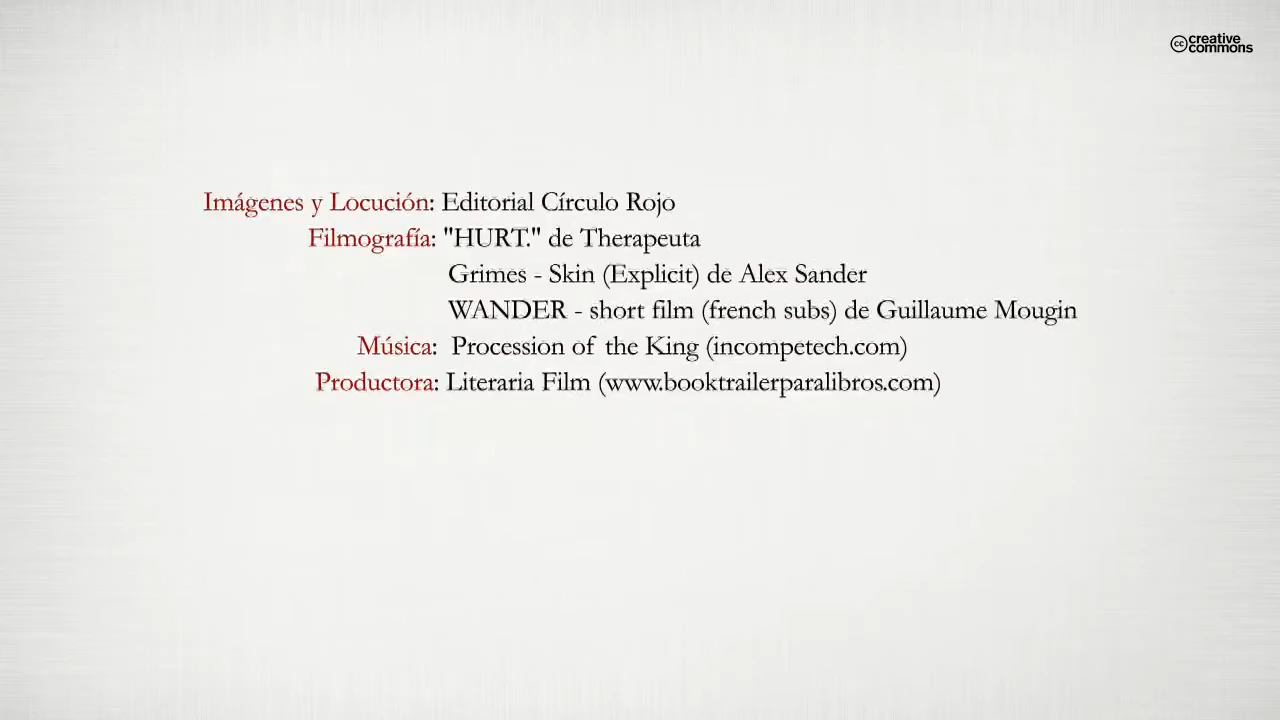 cc creative
commons
Imágenes y Locución: Editorial Círculo Rojo
Filmografía: "HURT." de Therapeuta
Grimes - Skin (Explicit) de Alex Sander
WANDER - short film (french subs) de Guillaume Mougin
Música: Procession of the King (incompetech.com)
Productora: Literaria Film (www.booktrailerparalibros.com)